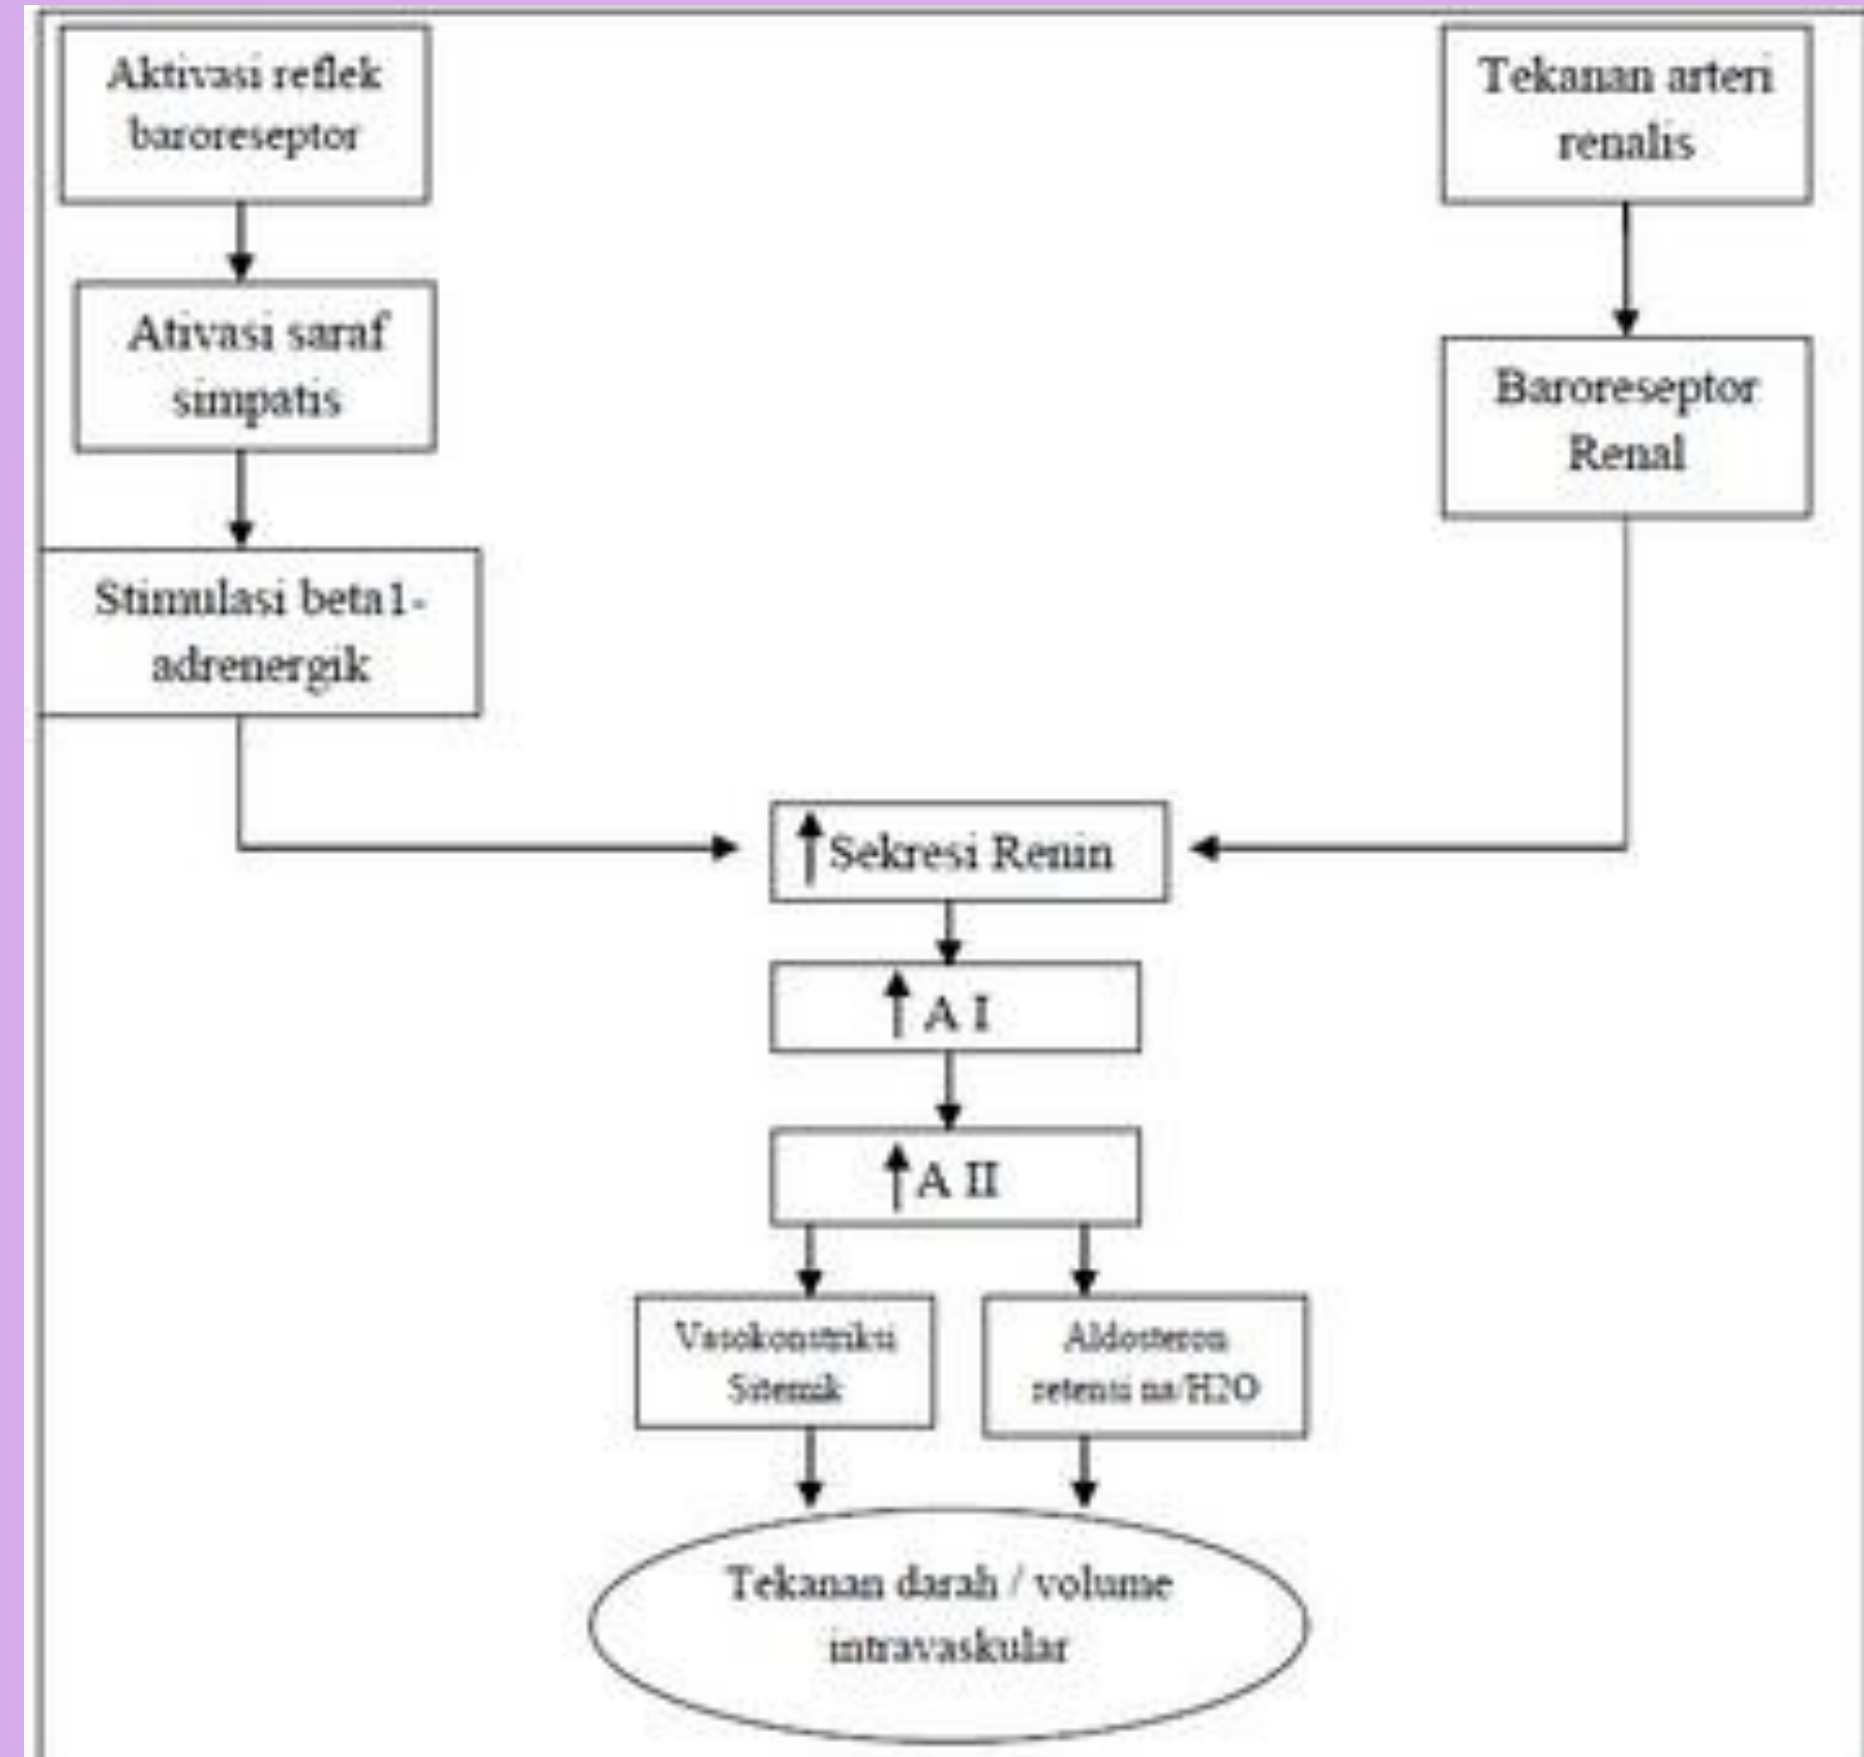 Aktivasi reflek
baroreseptor
Tekanan arteri
renalis
Ativasi saraf
simpatis
Baroreseptor
Renal
Stimulasi beta1-
adrenergik
↑ Sekresi Renin
↑ A I
↑ A II
Vasokonstriksi
Sitemik
Aldosteron
retensi na/H2O
Tekanan darah / volume
intravaskular